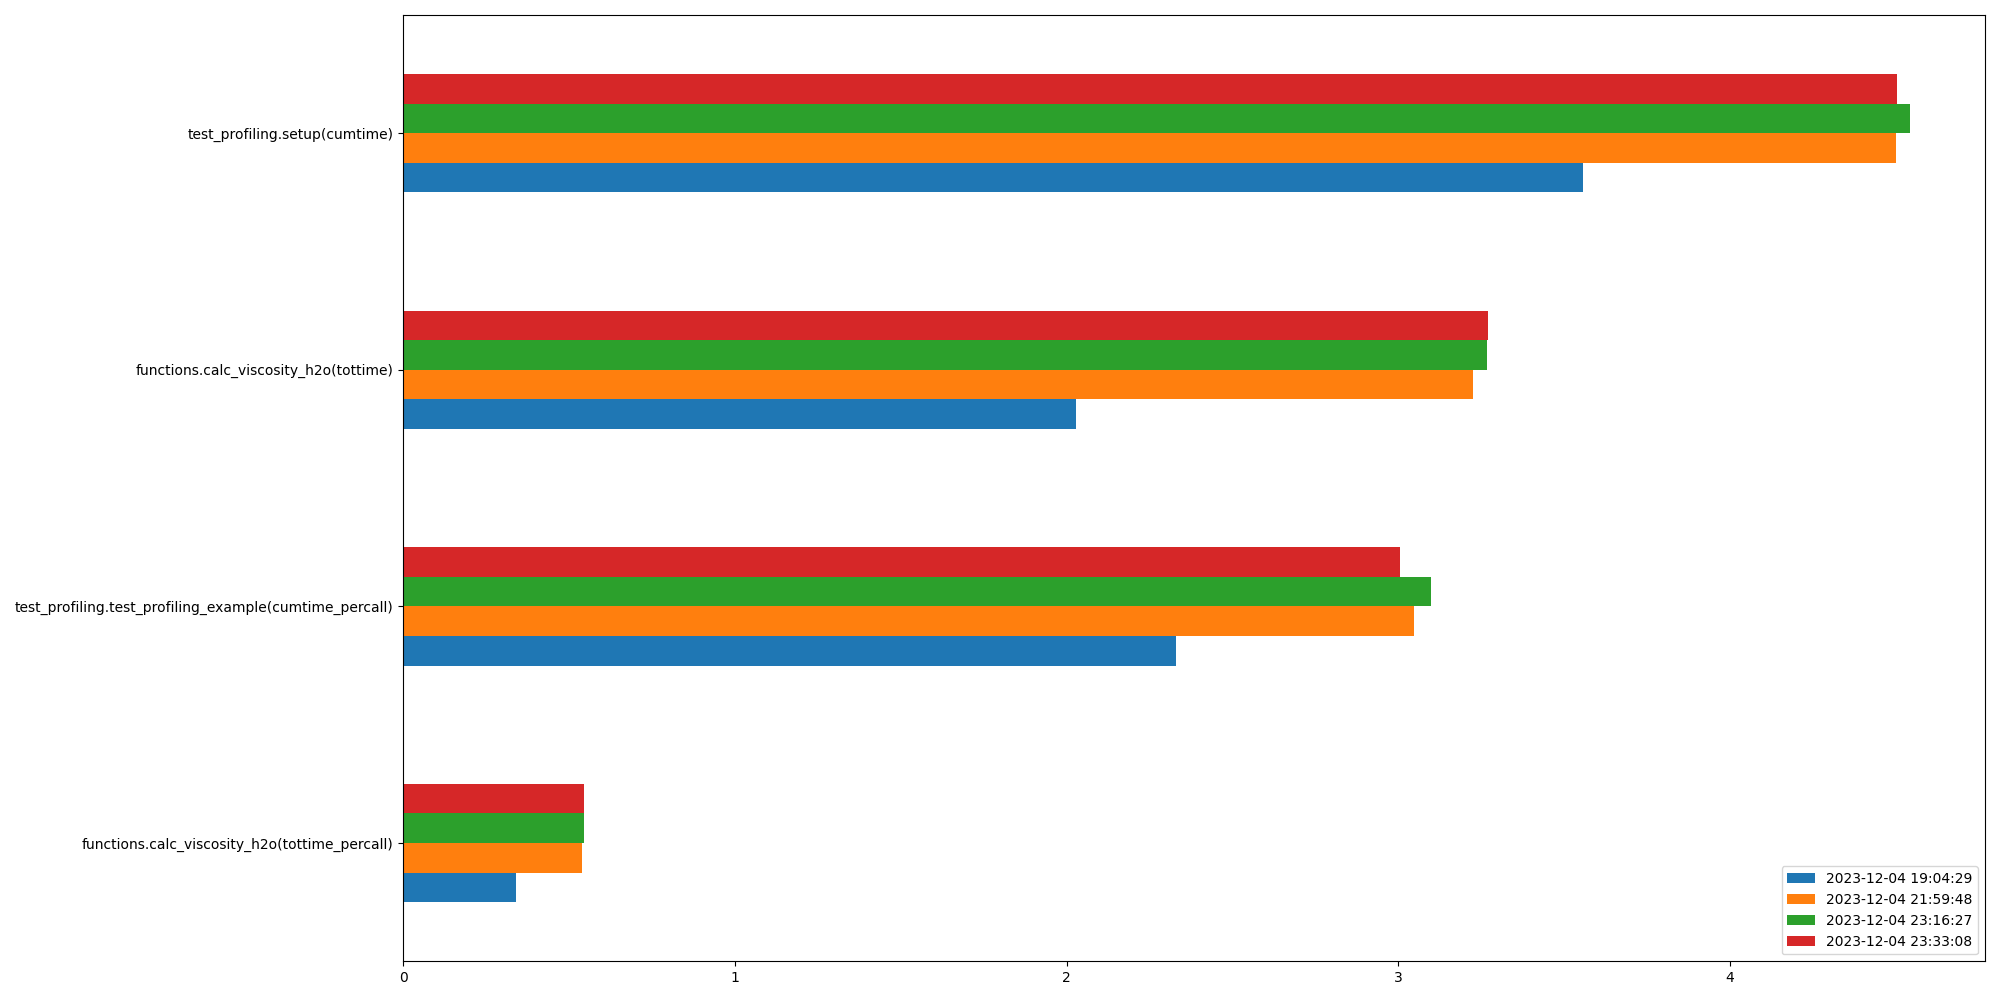 test_profiling.setup(cumtime)
functions.calc_viscosity_h2o(tottime)
test_profiling.test_profiling_example(cumtime_percall)
functions.calc_viscosity_h2o(tottime_percall)
2023-12-04 19:04:29
2023-12-04 21:59:48
2023-12-04 23:16:27
2023-12-04 23:33:08
0 1 2 3 4